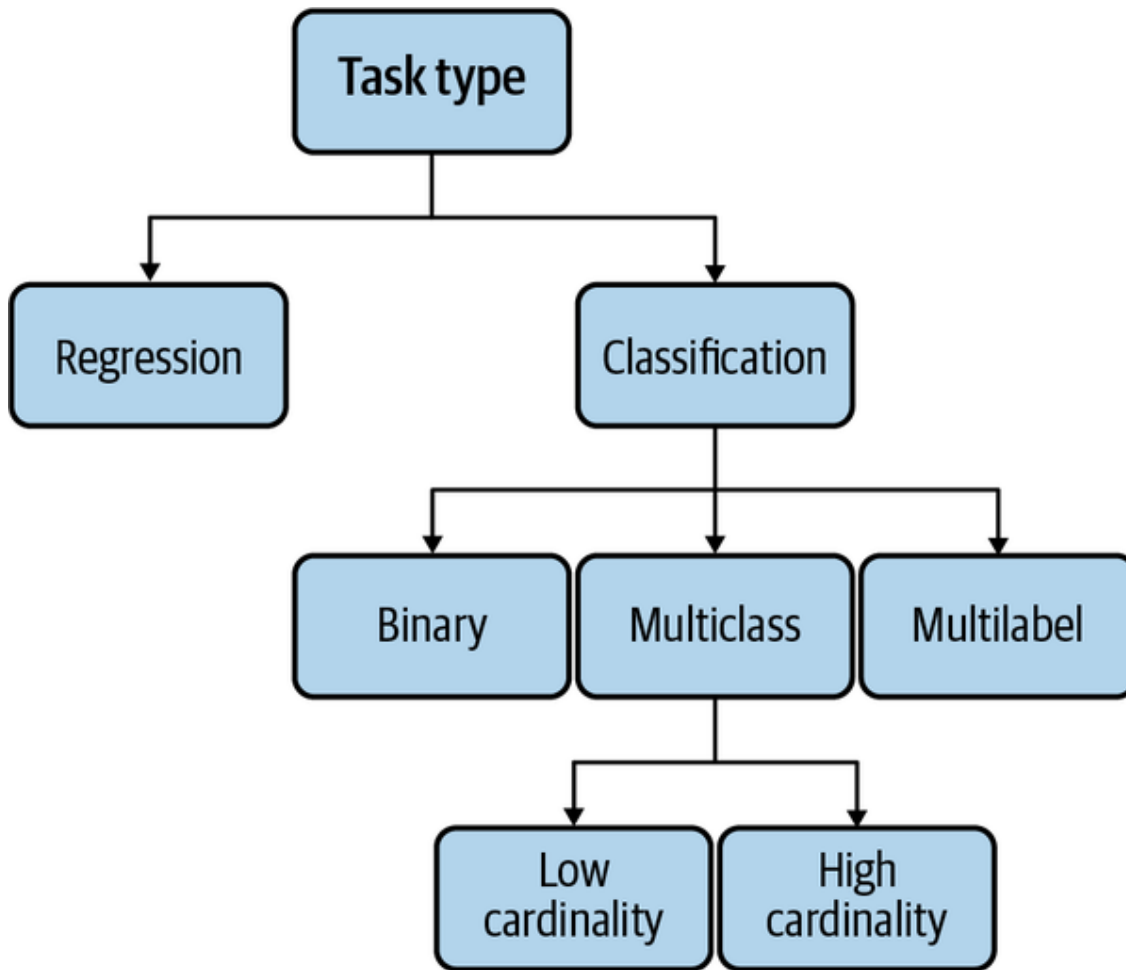 Task type
Regression
Classification
Binary
Multiclass
Multilabel
Low
cardinality
High
cardinality